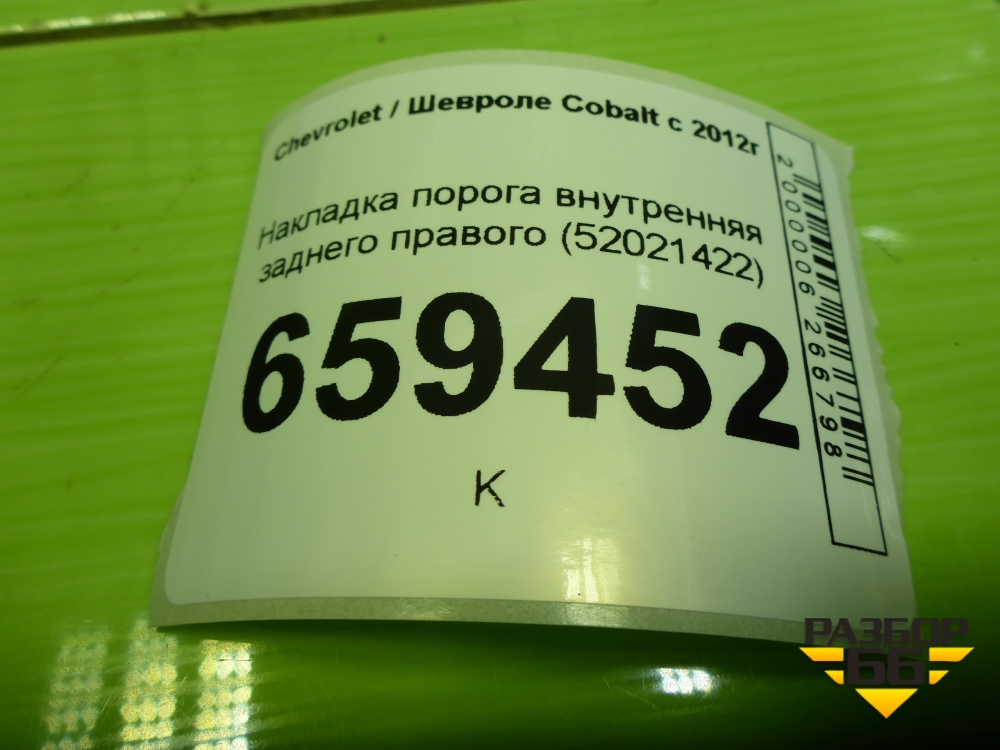 Chevrolet / Шевроле Cobalt с 2012г
Накладка порога внутренняя
заднего правого (52021422)
659452
К
2000006266798
РАЗБОР
66